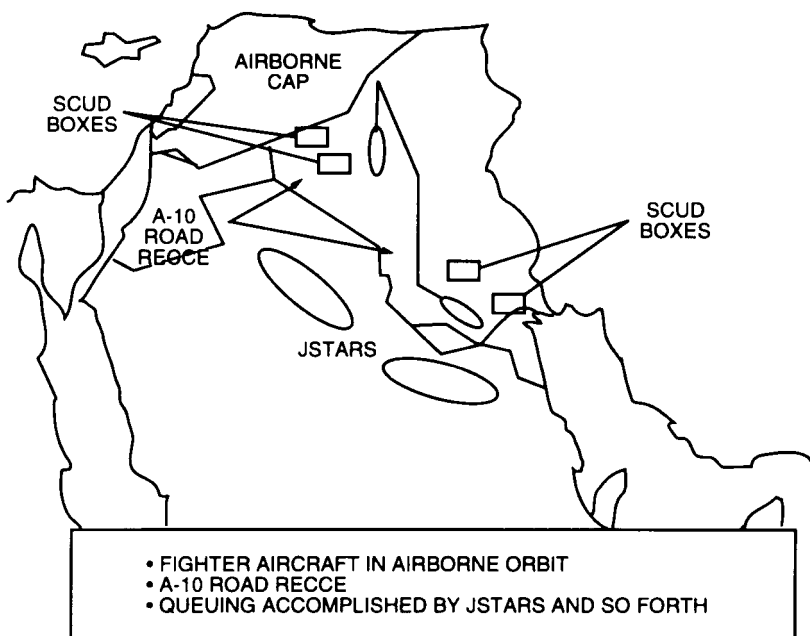 AIRBORNE
CAP
SCUD
BOXES
A-10
ROAD
RECCE
SCUD
BOXES
JSTARS
• FIGHTER AIRCRAFT IN AIRBORNE ORBIT
• A-10 ROAD RECCE
• QUEUING ACCOMPLISHED BY JSTARS AND SO FORTH